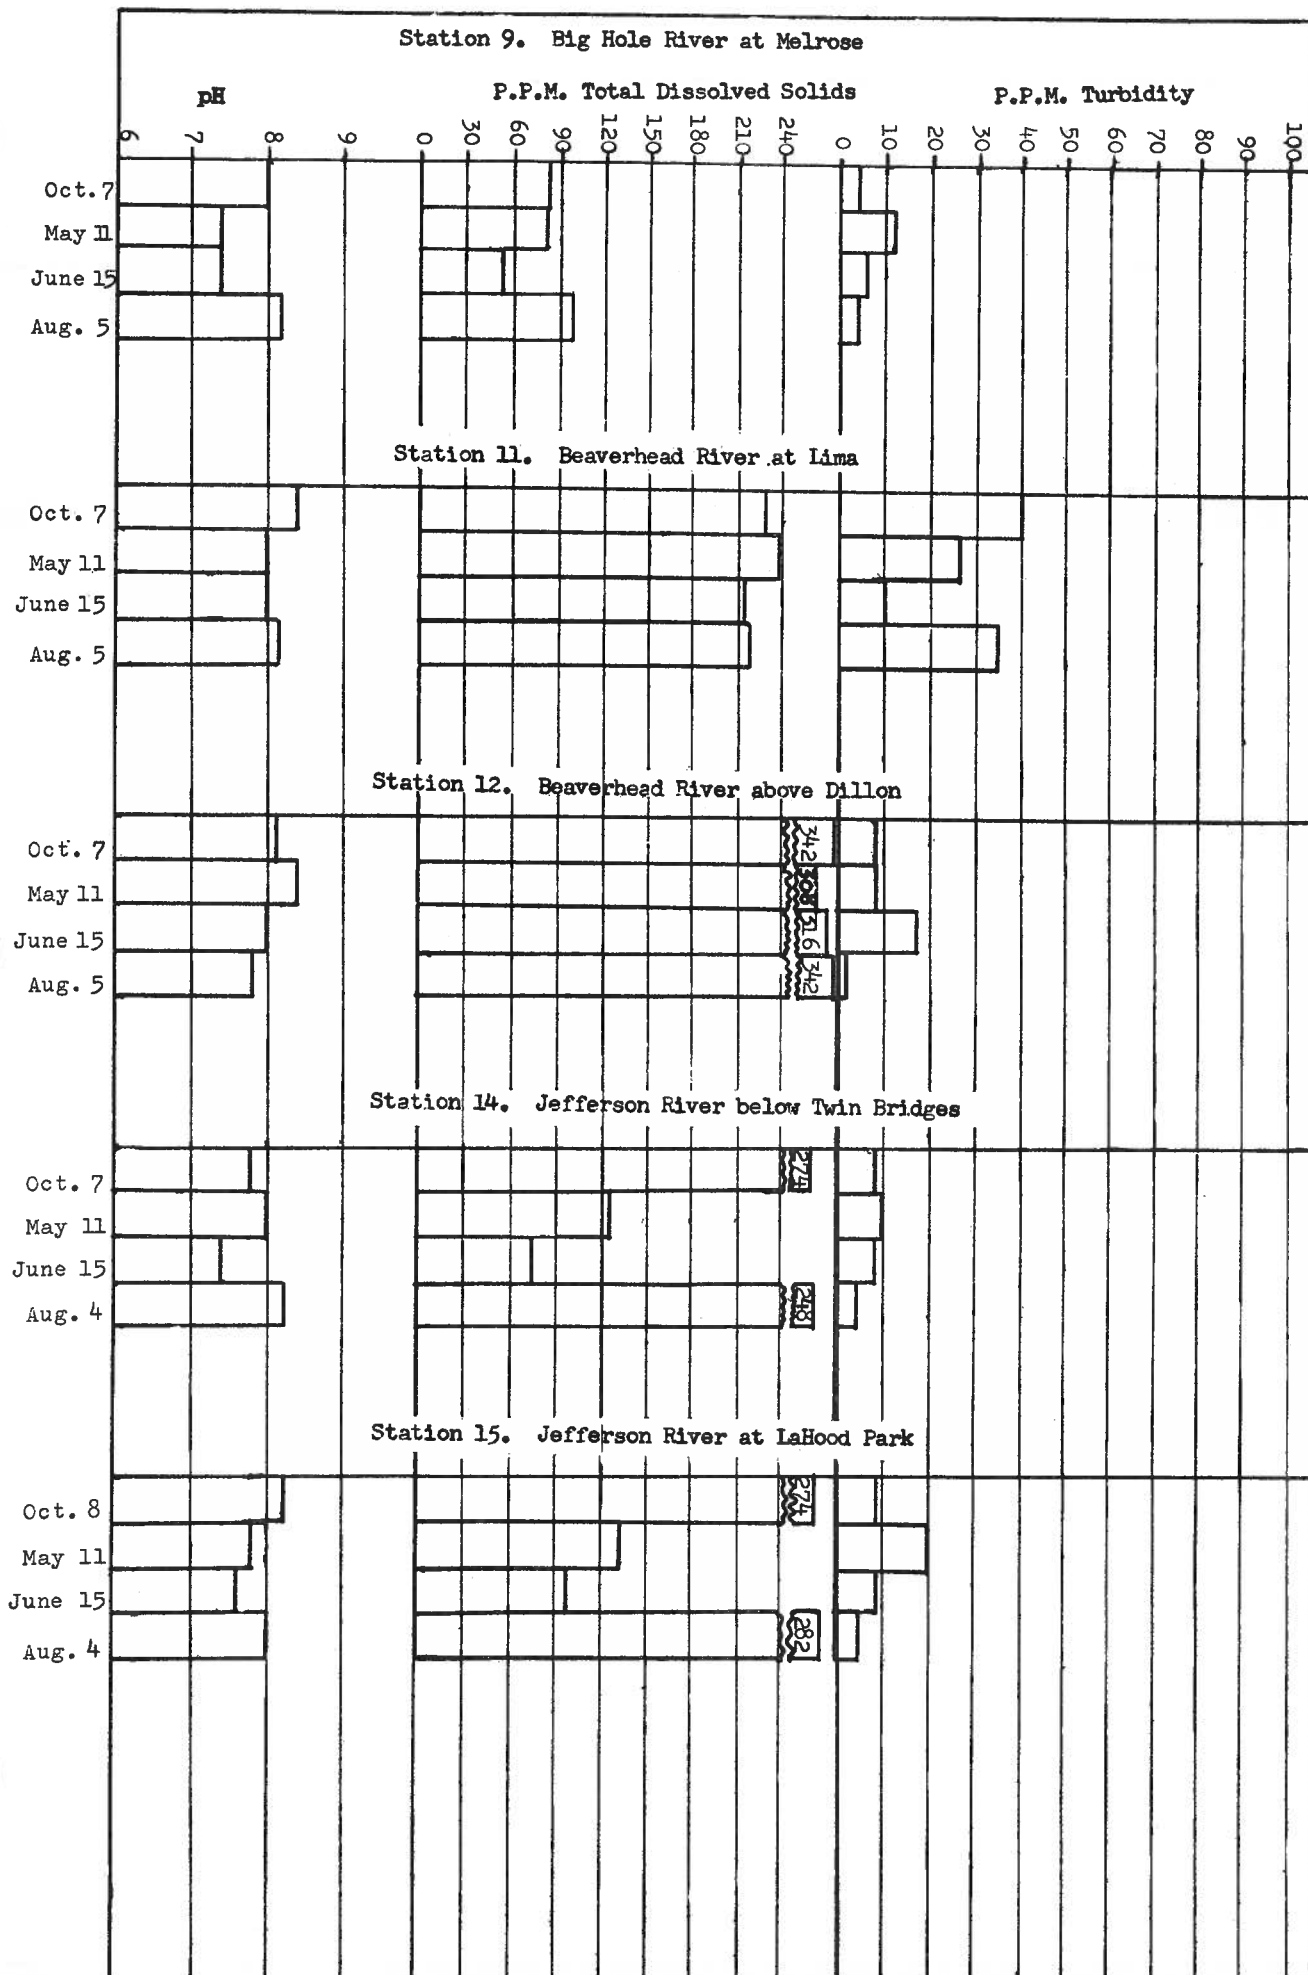 Station 9. Big Hole River at Melrose
pH P.P.M. Total Dissolved Solids P.P.M. Turbidity
6 7 8 9 0 30 60 90 120 150 180 210 240 0 10 20 30 40 50 60 70 80 90 100
Oct. 7
May 11
June 15
Aug. 5
Station 11. Beaverhead River at Lima
Oct. 7
May 11
June 15
Aug. 5
Station 12. Beaverhead River above Dillon
Oct. 7 342
May 11 308
June 15 316
Aug. 5 342
Station 14. Jefferson River below Twin Bridges
Oct. 7 274
May 11
June 15
Aug. 4 248
Station 15. Jefferson River at LaHood Park
Oct. 8 274
May 11
June 15
Aug. 4 282